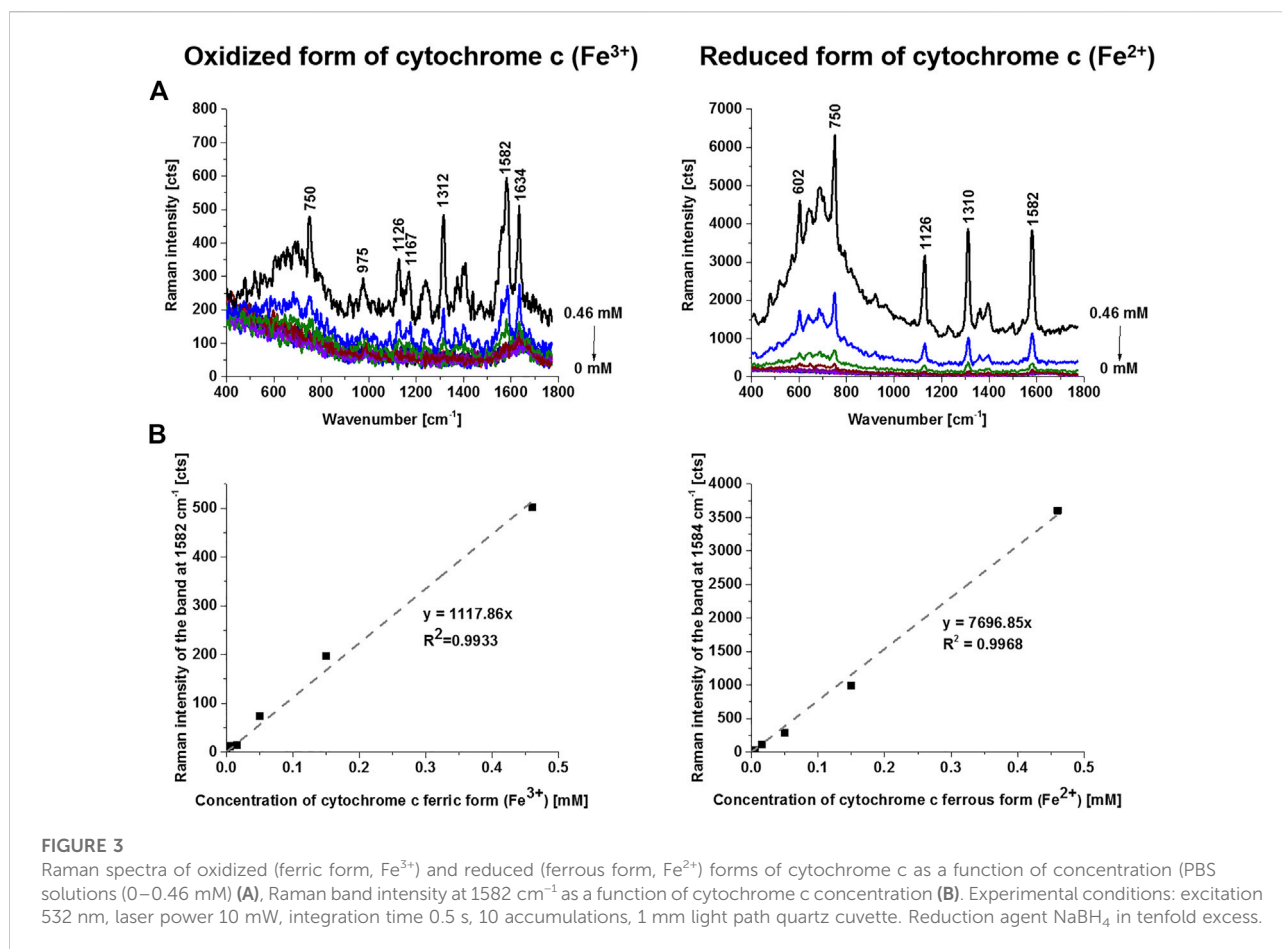 Oxidized form of cytochrome c (Fe³⁺)
Reduced form of cytochrome c (Fe²⁺)
A
800
700
600
500
400
300
200
100
0
Raman intensity [cts]
750
975
1126
1167
1312
1582
1634
0.46 mM
0 mM
400 600 800 1000 1200 1400 1600 1800
Wavenumber [cm⁻¹]
7000
6000
5000
4000
3000
2000
1000
0
Raman intensity [cts]
602
750
1126
1310
1582
0.46 mM
0 mM
400 600 800 1000 1200 1400 1600 1800
Wavenumber [cm⁻¹]
B
500
400
300
200
100
0
Raman intensity of the band at 1582 cm⁻¹ [cts]
y = 1117.86x
R²=0.9933
0.0 0.1 0.2 0.3 0.4 0.5
Concentration of cytochrome c ferric form (Fe³⁺) [mM]
4000
3500
3000
2500
2000
1500
1000
500
0
Raman intensity of the band at 1584 cm⁻¹ [cts]
y = 7696.85x
R² = 0.9968
0.0 0.1 0.2 0.3 0.4 0.5
Concentration of cytochrome c ferrous form (Fe²⁺) [mM]
FIGURE 3
Raman spectra of oxidized (ferric form, Fe³⁺) and reduced (ferrous form, Fe²⁺) forms of cytochrome c as a function of concentration (PBS
solutions (0–0.46 mM) (A), Raman band intensity at 1582 cm⁻¹ as a function of cytochrome c concentration (B). Experimental conditions: excitation
532 nm, laser power 10 mW, integration time 0.5 s, 10 accumulations, 1 mm light path quartz cuvette. Reduction agent NaBH₄ in tenfold excess.